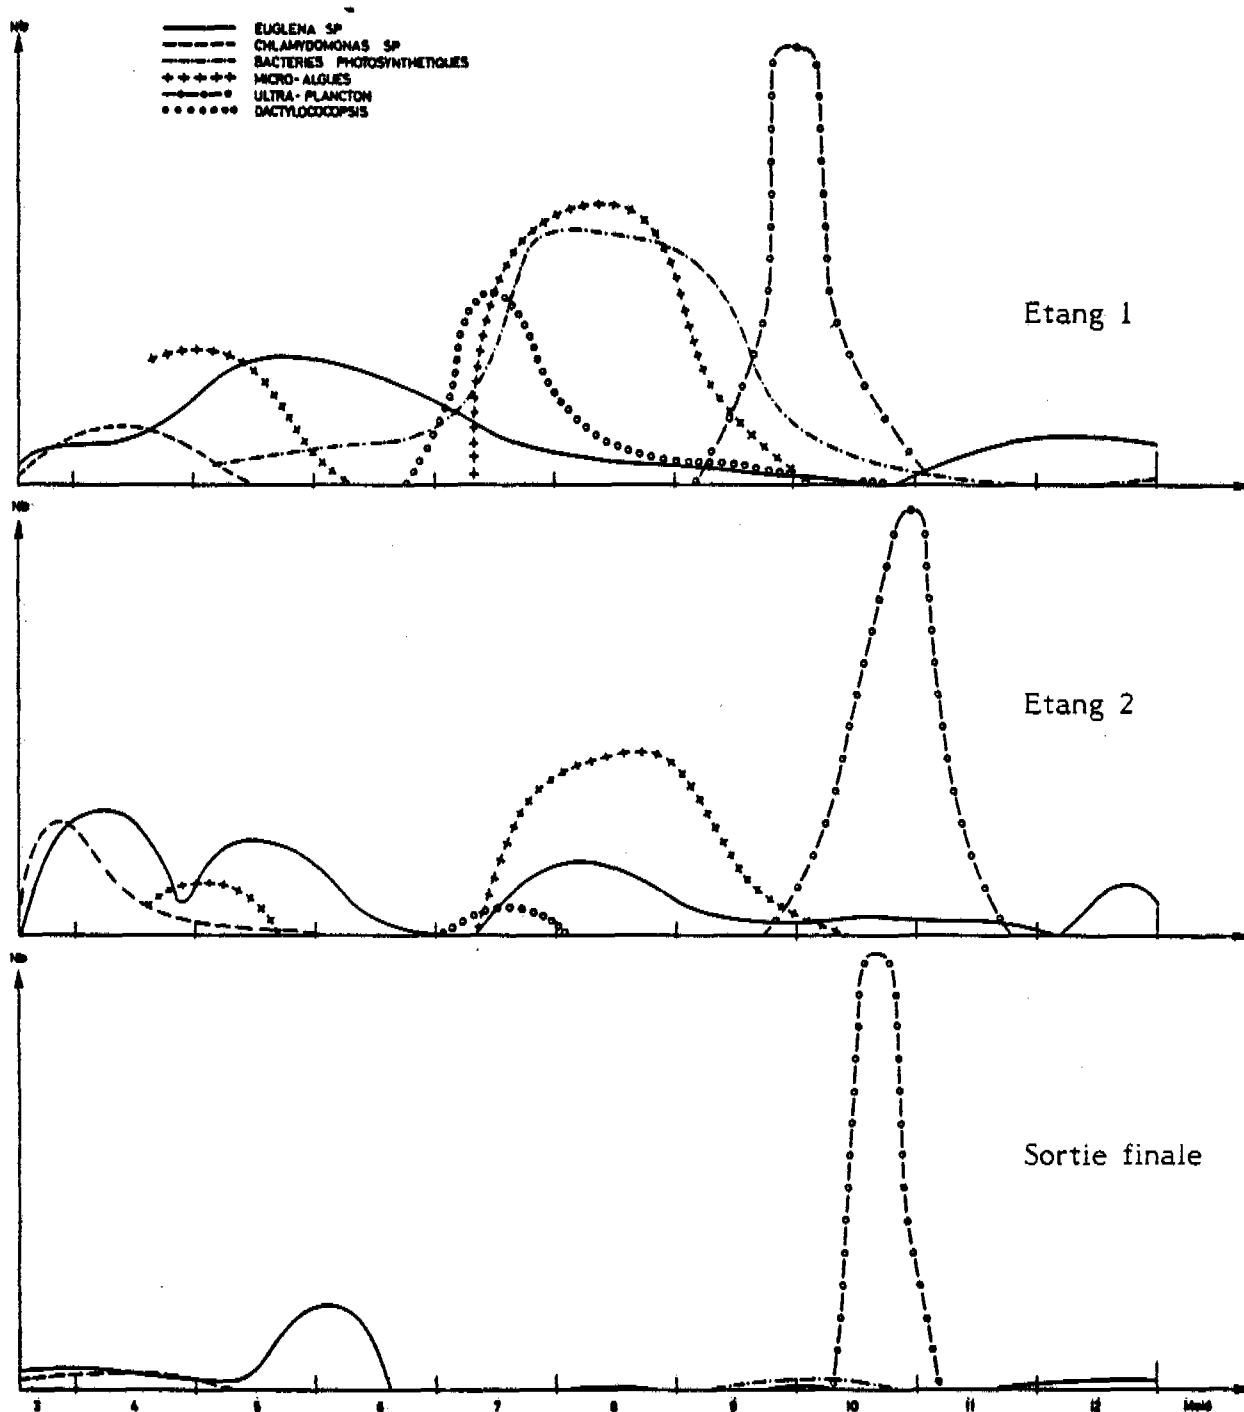 Nb
EUGLENA SP
CHLAMYDOMONAS SP
BACTERIES PHOTOSYNTHETIQUES
MICRO-ALGUES
ULTRA-PLANCTON
DACTYLOCOCOPSIS
Etang 1
Nb
Etang 2
Nb
Sortie finale
3 4 5 6 7 8 9 10 11 12 Mois